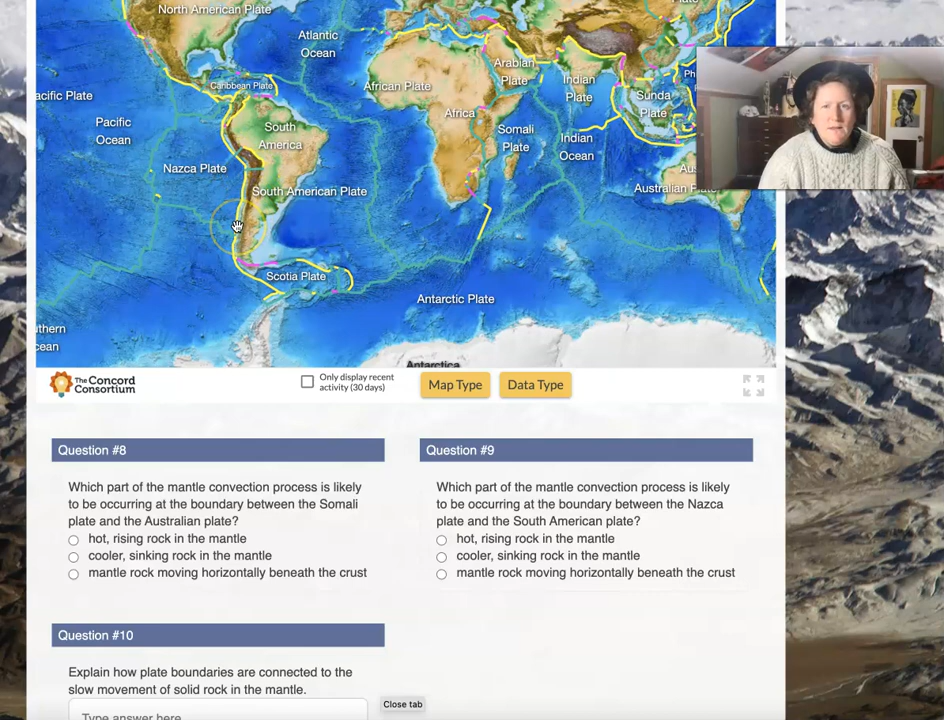 North American Plate
Atlantic
Ocean
Arabian
Plate
Caribbean Plate
African Plate
Indian
Plate
Sunda
Plate
Ph
acific Plate
Pacific
Ocean
South
America
Africa
Somali
Plate
Indian
Ocean
Nazca Plate
South American Plate
Aus
Australian Plate
Scotia Plate
Antarctic Plate
uthern
cean
Antarctica
The Concord
Consortium
Only display recent
activity (30 days)
Map Type
Data Type
Question #8
Which part of the mantle convection process is likely
to be occurring at the boundary between the Somali
plate and the Australian plate?
hot, rising rock in the mantle
cooler, sinking rock in the mantle
mantle rock moving horizontally beneath the crust
Question #9
Which part of the mantle convection process is likely
to be occurring at the boundary between the Nazca
plate and the South American plate?
hot, rising rock in the mantle
cooler, sinking rock in the mantle
mantle rock moving horizontally beneath the crust
Question #10
Explain how plate boundaries are connected to the
slow movement of solid rock in the mantle.
Type answer here
Close tab